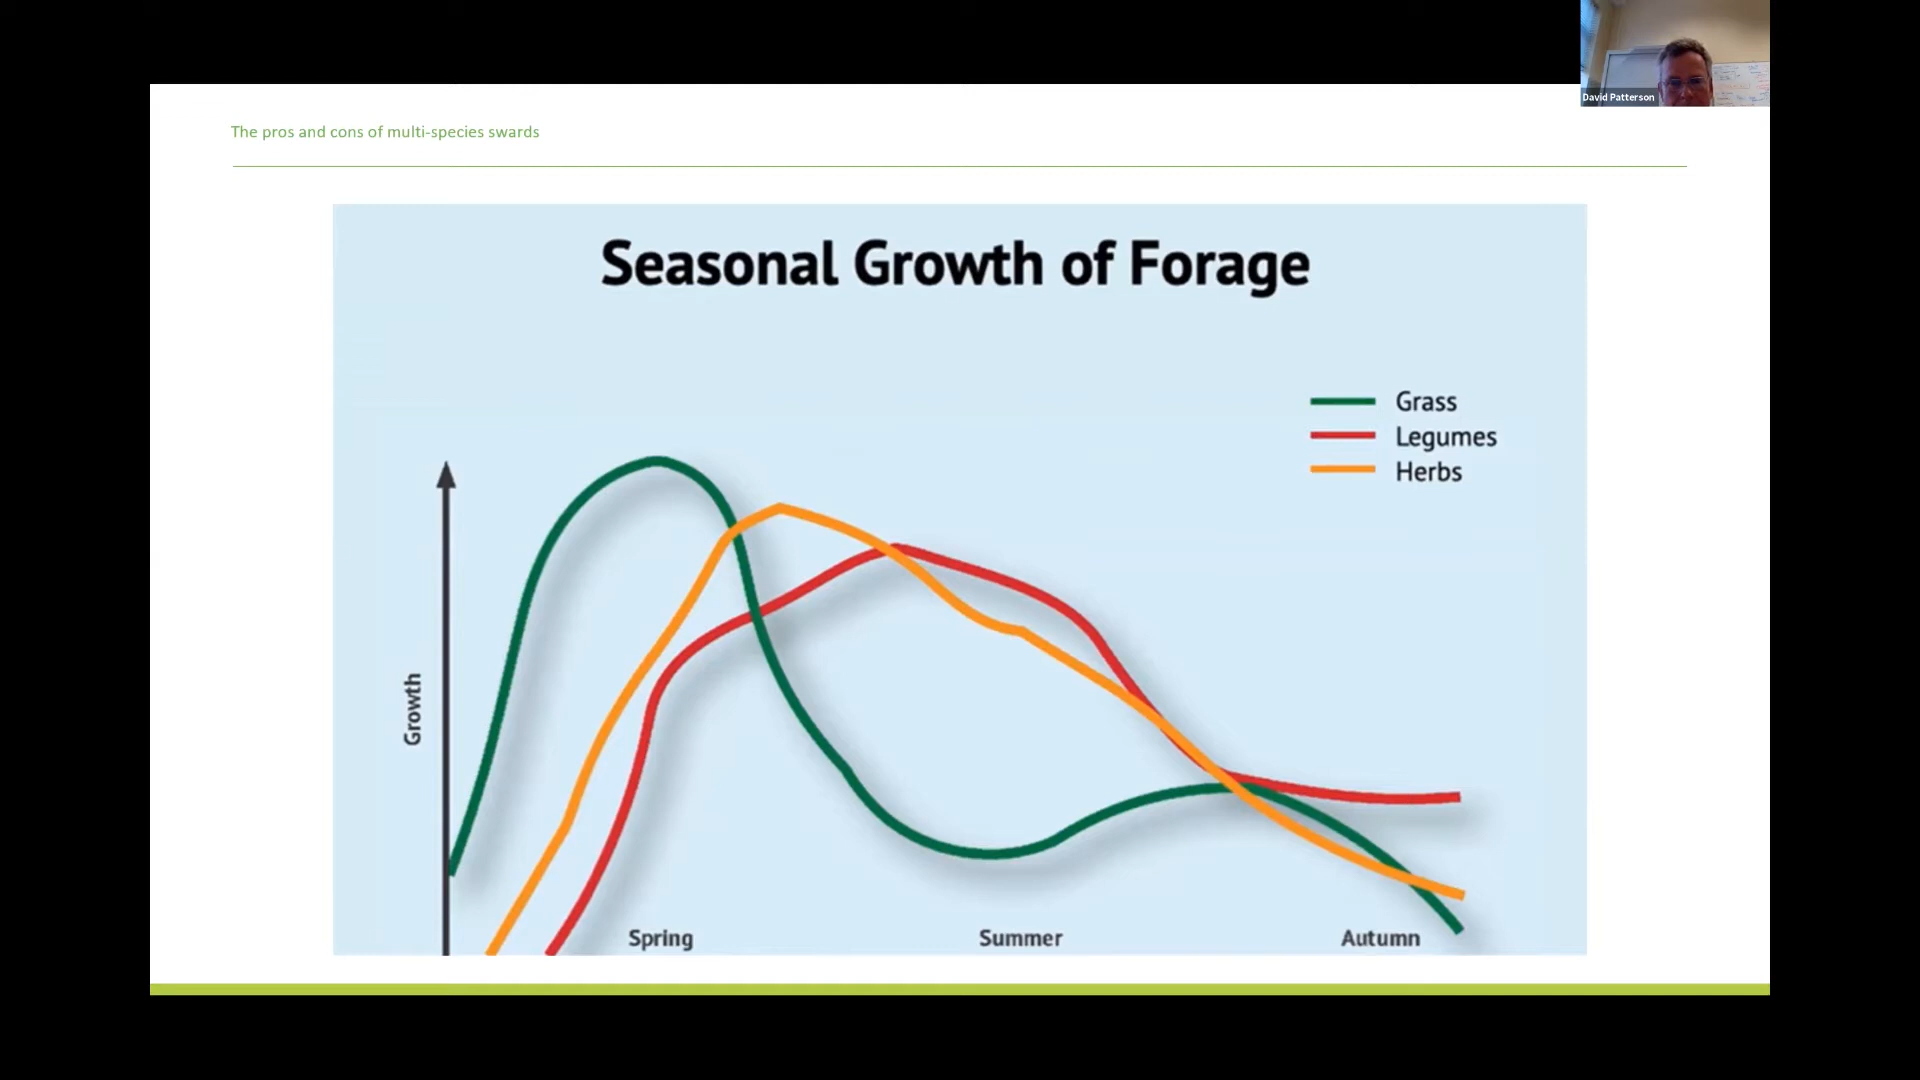 David Patterson
The pros and cons of multi-species swards
Seasonal Growth of Forage
Grass
Legumes
Herbs
Growth
Spring
Summer
Autumn